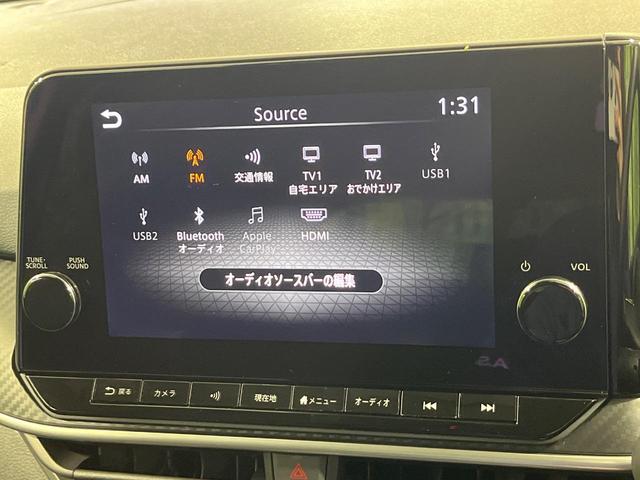 Source
1:31
AM
FM
交通情報
TV1
自宅エリア
TV2
おでかけエリア
USB1
USB2
Bluetooth
オーディオ
Apple
CarPlay
HDMI
オーディオソースバーの編集
TUNE·
SCROLL
PUSH
SOUND
VOL
戻る
カメラ
現在地
メニュー
オーディオ